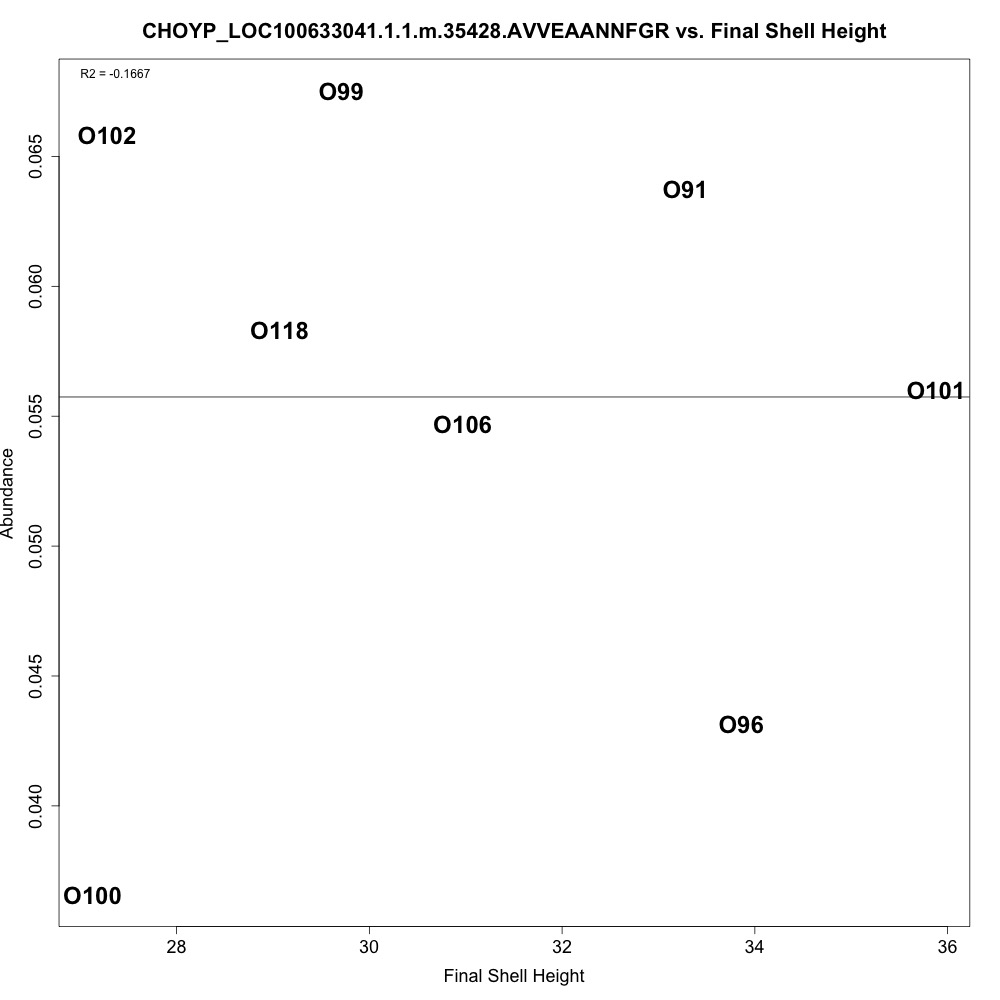 CHOYP_LOC100633041.1.1.m.35428.AVVEAANNFGR vs. Final Shell Height
R2 = -0.1667
O99
O102
O91
O118
O101
O106
O96
O100
0.065
0.060
0.055
0.050
0.045
0.040
Abundance
28 30 32 34 36
Final Shell Height